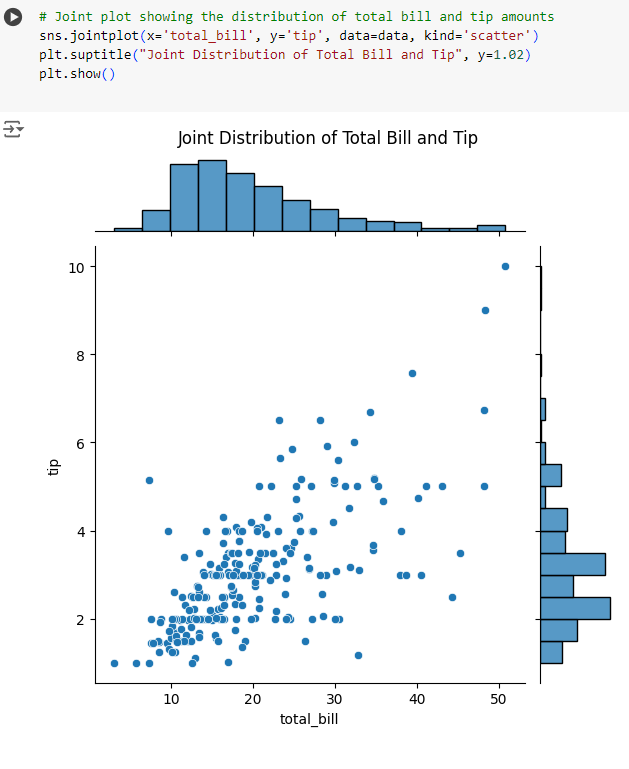 # Joint plot showing the distribution of total bill and tip amounts
sns.jointplot(x='total_bill', y='tip', data=data, kind='scatter')
plt.suptitle("Joint Distribution of Total Bill and Tip", y=1.02)
plt.show()
Joint Distribution of Total Bill and Tip
10
8
6
tip
4
2
10 20 30 40 50
total_bill